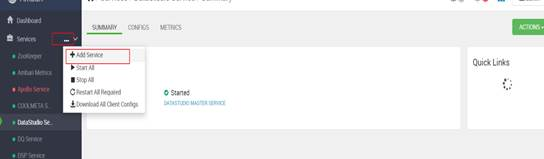 Dashboard
Services
...
ZooKeeper
Ambari Metrics
Apollo Service
COOLMETA S...
DataStudio Se...
DQ Service
DSP Service
SUMMARY CONFIGS METRICS
ACTIONS
Add Service
Start All
Stop All
Restart All Required
Download All Client Configs
Started
DATASTUDIO MASTER SERVICE
Quick Links